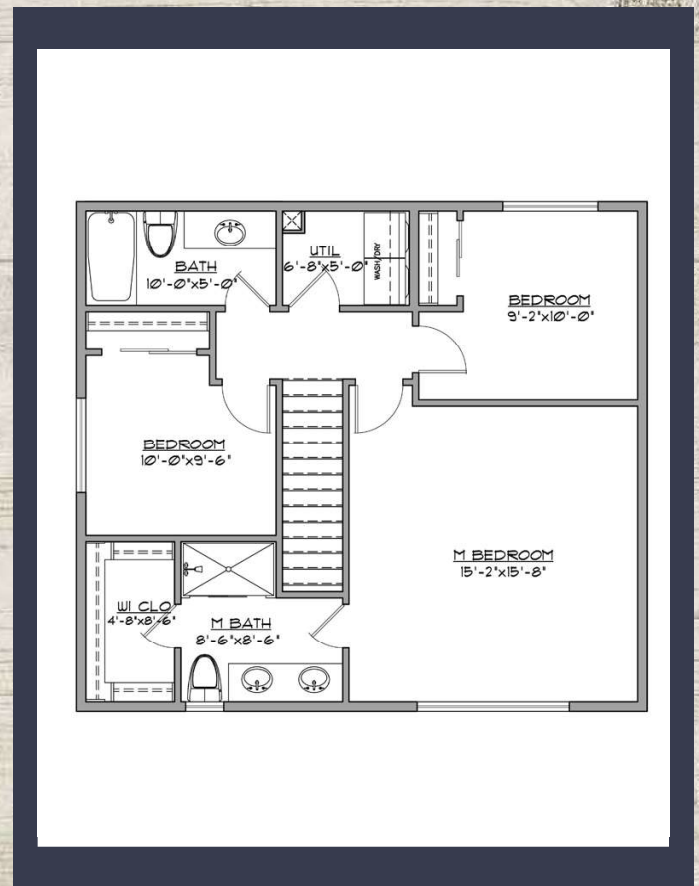 BATH
10'-0"x5'-0"
UTIL
6'-8"x5'-0"
WASH/DRY
BEDROOM
9'-2"x10'-0"
BEDROOM
10'-0"x9'-6"
M BEDROOM
15'-2"x15'-8"
WI CLO
4'-8"x8'-6"
M BATH
8'-6"x8'-6"